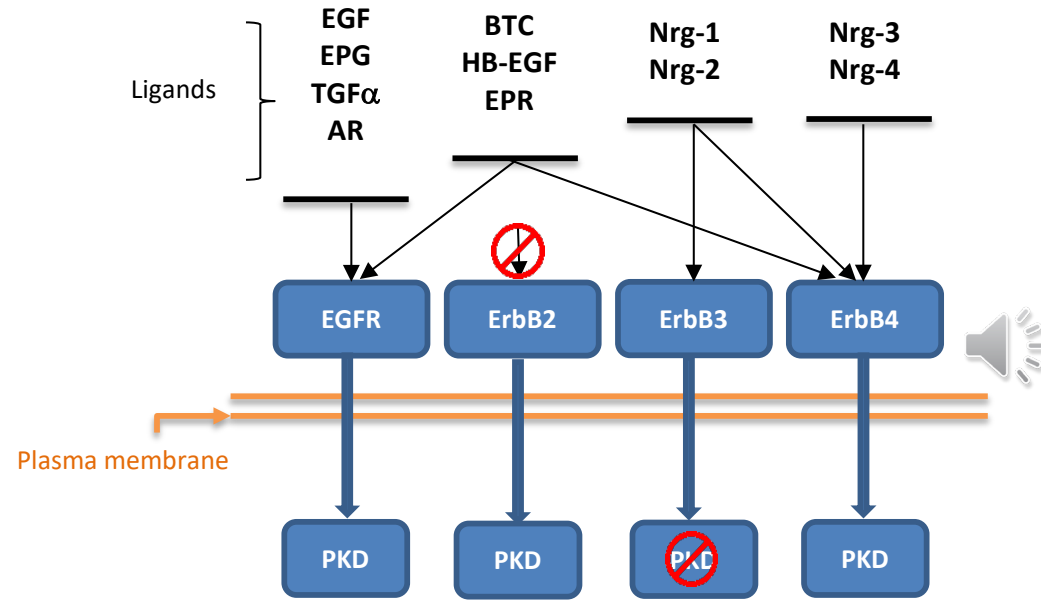 Ligands
EGF
EPG
TGFα
AR
BTC
HB-EGF
EPR
Nrg-1
Nrg-2
Nrg-3
Nrg-4
EGFR
ErbB2
ErbB3
ErbB4
Plasma membrane
PKD
PKD
PKD
PKD